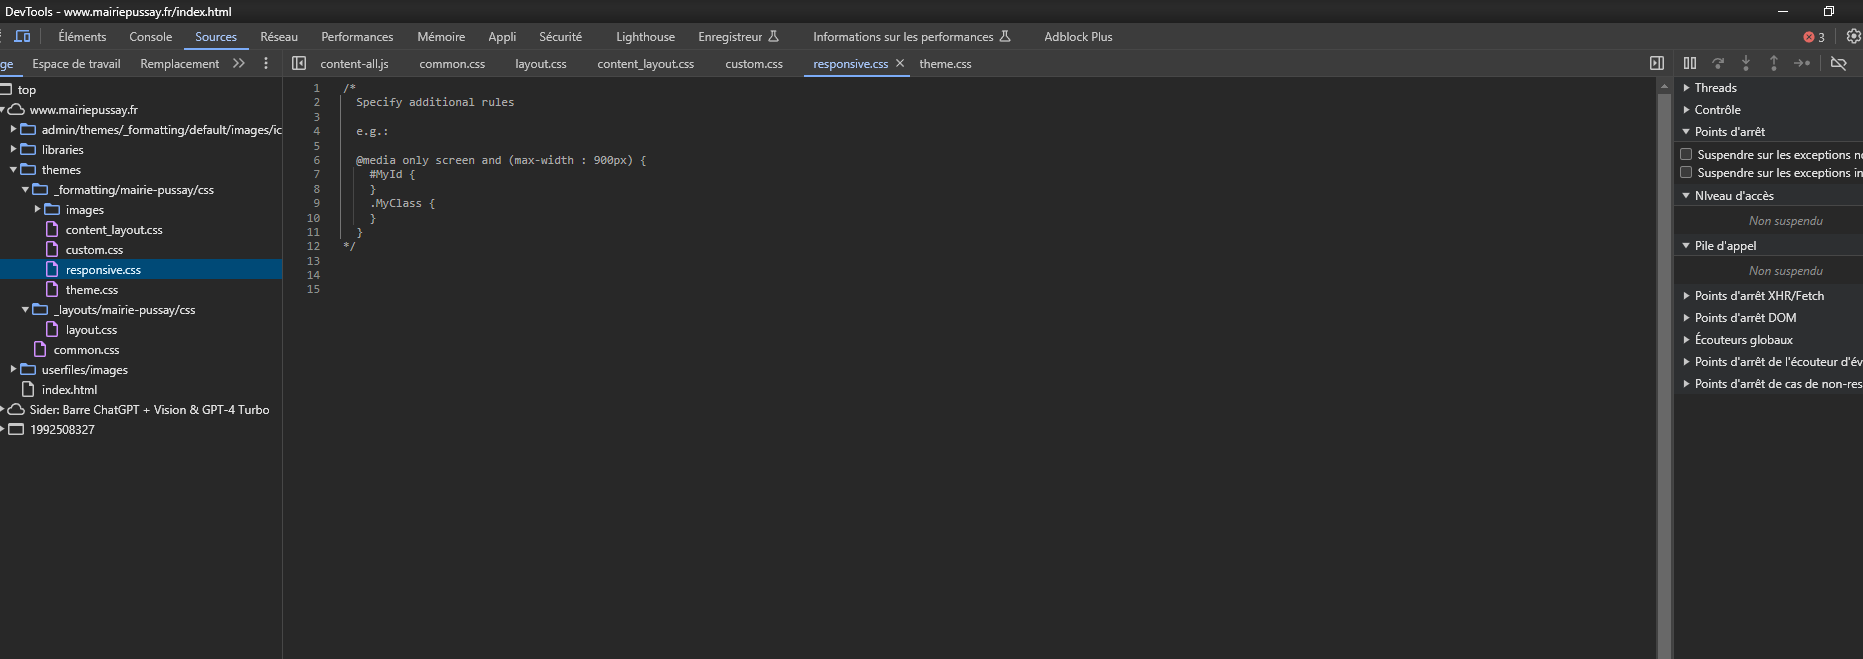 DevTools - www.mairiepussay.fr/index.html
Éléments Console Sources Réseau Performances Mémoire Appli Sécurité Lighthouse Enregistreur Informations sur les performances Adblock Plus 3
ge Espace de travail Remplacement content-all.js common.css layout.css content_layout.css custom.css responsive.css × theme.css
top
www.mairiepussay.fr
admin/themes/_formatting/default/images/ic
libraries
themes
_formatting/mairie-pussay/css
images
content_layout.css
custom.css
responsive.css
theme.css
_layouts/mairie-pussay/css
layout.css
common.css
userfiles/images
index.html
Sider: Barre ChatGPT + Vision & GPT-4 Turbo
1992508327
1 /*
2 Specify additional rules
3
4 e.g.:
5
6 @media only screen and (max-width : 900px) {
7 #MyId {
8 }
9 .MyClass {
10 }
11 }
12 */
13
14
15
Threads
Contrôle
Points d'arrêt
Suspendre sur les exceptions no
Suspendre sur les exceptions in
Niveau d'accès
Non suspendu
Pile d'appel
Non suspendu
Points d'arrêt XHR/Fetch
Points d'arrêt DOM
Écouteurs globaux
Points d'arrêt de l'écouteur d'év
Points d'arrêt de cas de non-res